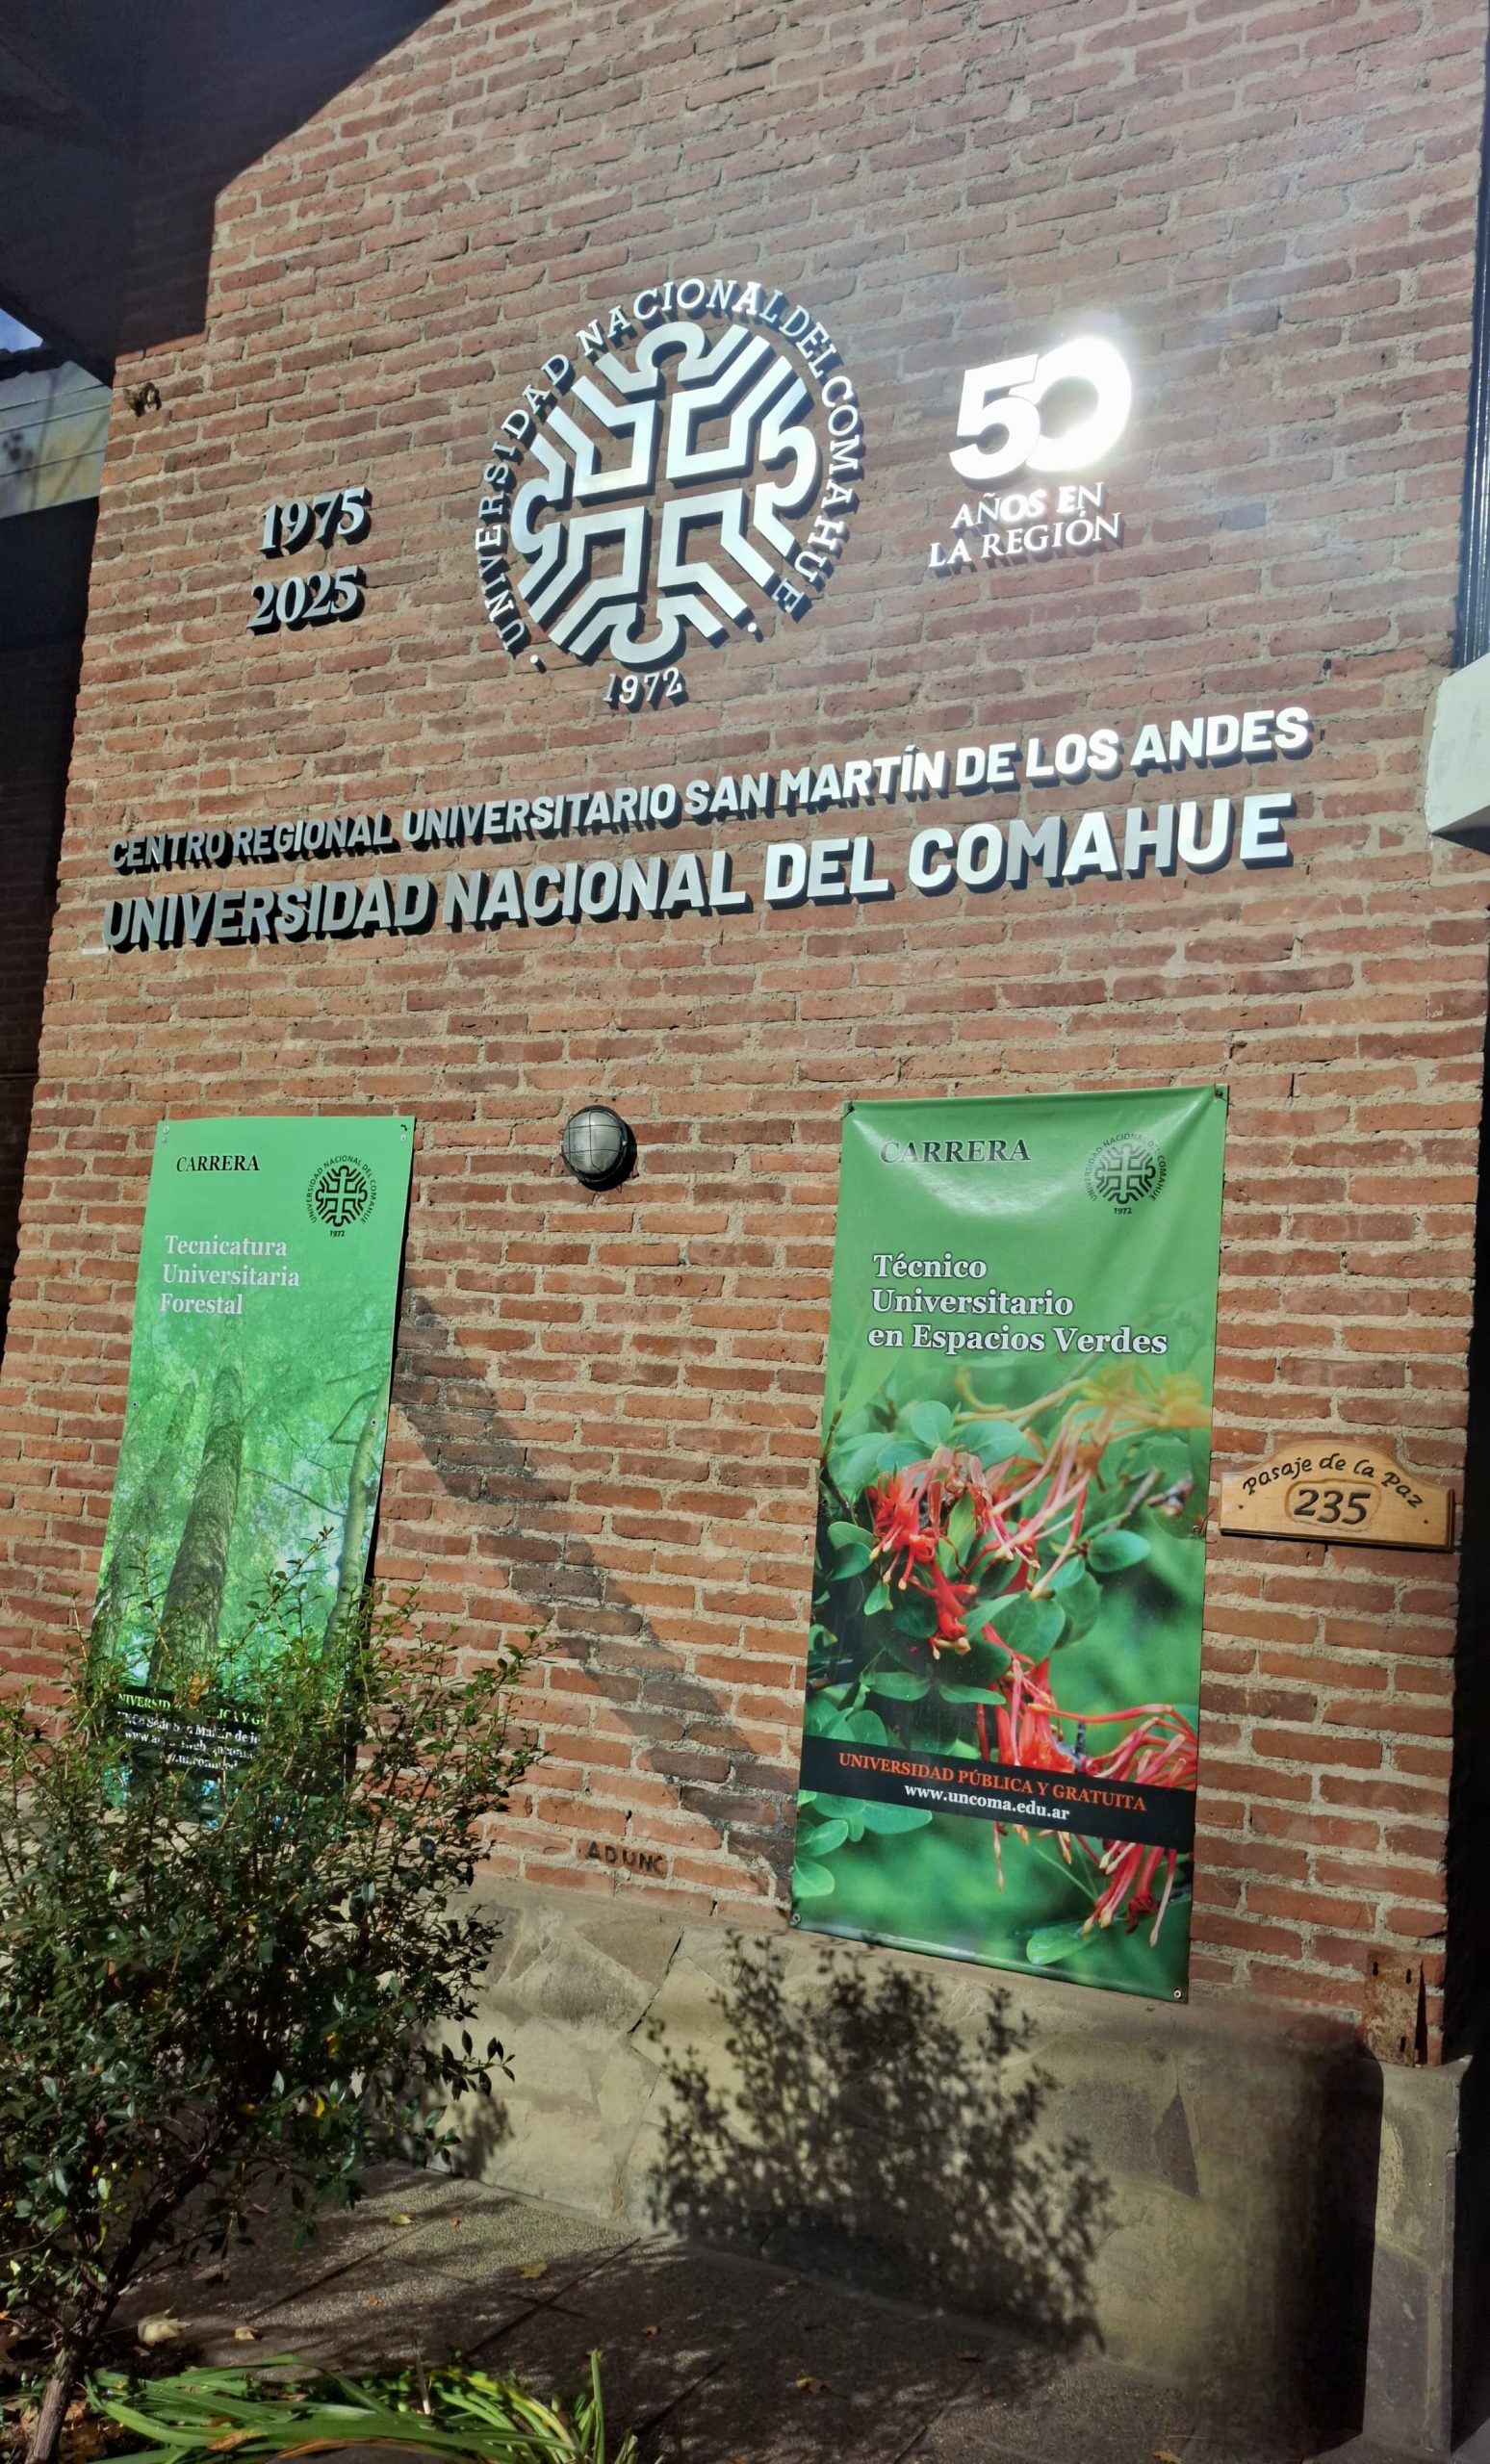 UNIVERSIDAD NACIONAL DEL COMAHUE
1972
1975
2025
50
AÑOS EN
LA REGIÓN
CENTRO REGIONAL UNIVERSITARIO SAN MARTÍN DE LOS ANDES
UNIVERSIDAD NACIONAL DEL COMAHUE
CARRERA
UNIVERSIDAD NACIONAL DEL COMAHUE
1972
Tecnicatura
Universitaria
Forestal
CARRERA
UNIVERSIDAD NACIONAL DEL COMAHUE
1972
Técnico
Universitario
en Espacios Verdes
UNIVERSIDAD PÚBLICA Y GRATUITA
www.uncoma.edu.ar
Pasaje de la Paz
235
ADUNC